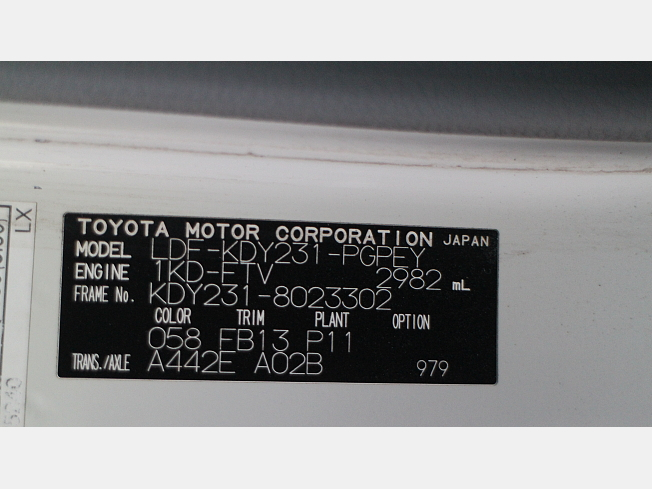 TOYOTA MOTOR CORPORATION JAPAN
MODEL LDF-KDY231-PGPEY
ENGINE 1KD-FTV 2982 mL
FRAME No. KDY231-8023302
COLOR TRIM PLANT OPTION
058 FB13 P11
TRANS./AXLE A442E A02B 979
LX